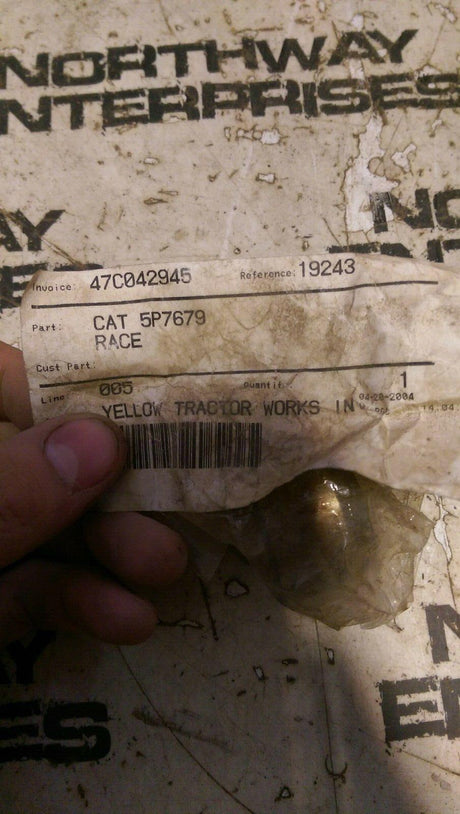 NORTHWAY
ENTERPRISES
Invoice: 47C042945 Reference: 19243
Part: CAT 5P7679
RACE
Cust Part:
Line 005 Quantity 1
YELLOW TRACTOR WORKS IN 04-20-2004
ES